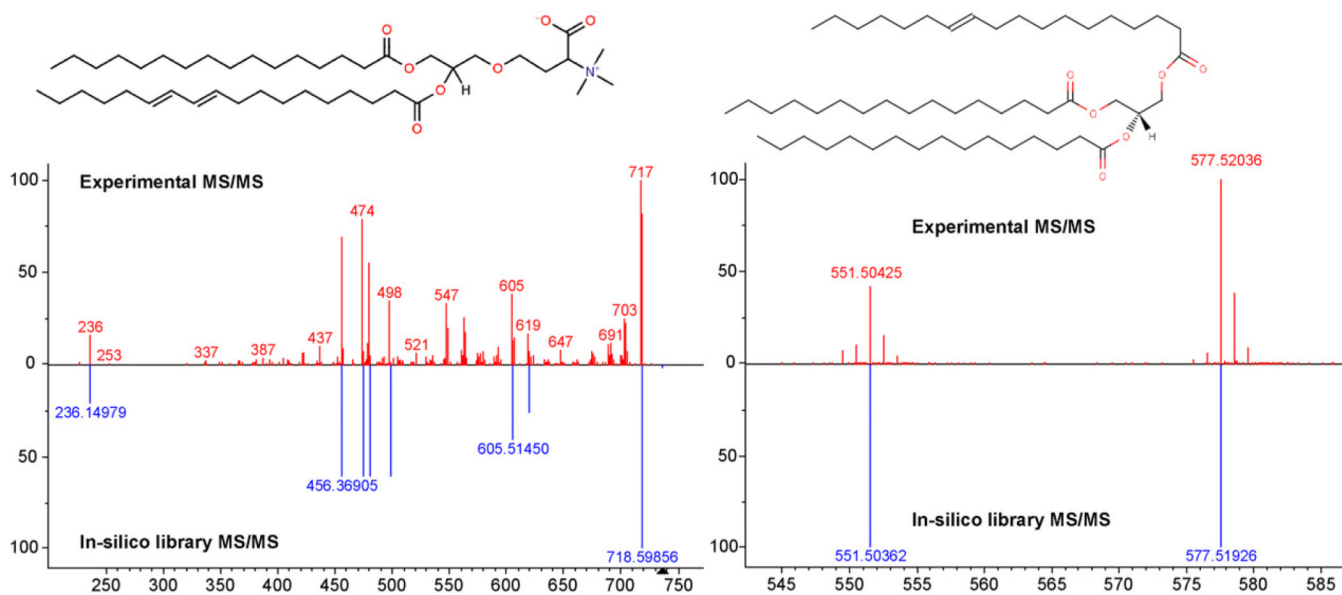 O⁻ O
O
O O N⁺
O H
O
O
O O
O H
O
O
100 Experimental MS/MS 717
474
50 498 547 605
236 253 337 387 437 521 619 647 691 703
0
236.14979
50 456.36905 605.51450
In-silico library MS/MS
100 718.59856
200 250 300 350 400 450 500 550 600 650 700 750
100 577.52036
Experimental MS/MS
50 551.50425
0
50
In-silico library MS/MS
100 551.50362 577.51926
545 550 555 560 565 570 575 580 585